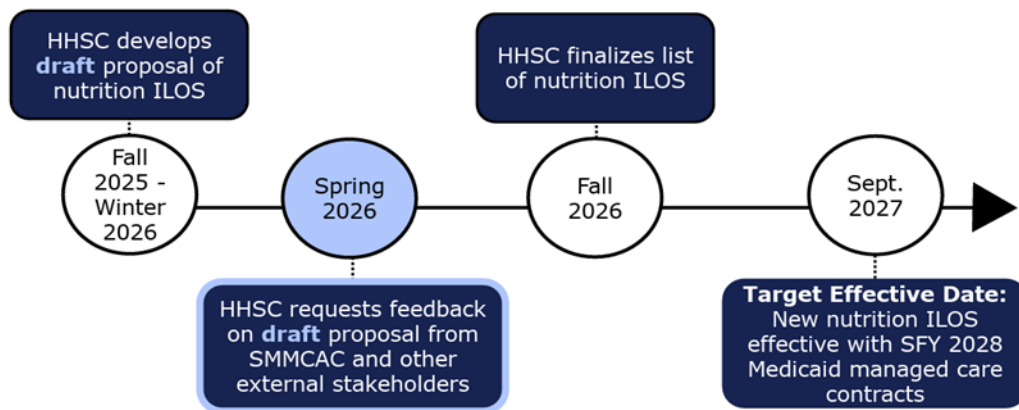 HHSC develops
draft proposal of
nutrition ILOS
HHSC finalizes list
of nutrition ILOS
Fall
2025 -
Winter
2026
Spring
2026
Fall
2026
Sept.
2027
HHSC requests feedback
on draft proposal from
SMMCAC and other
external stakeholders
Target Effective Date:
New nutrition ILOS
effective with SFY 2028
Medicaid managed care
contracts